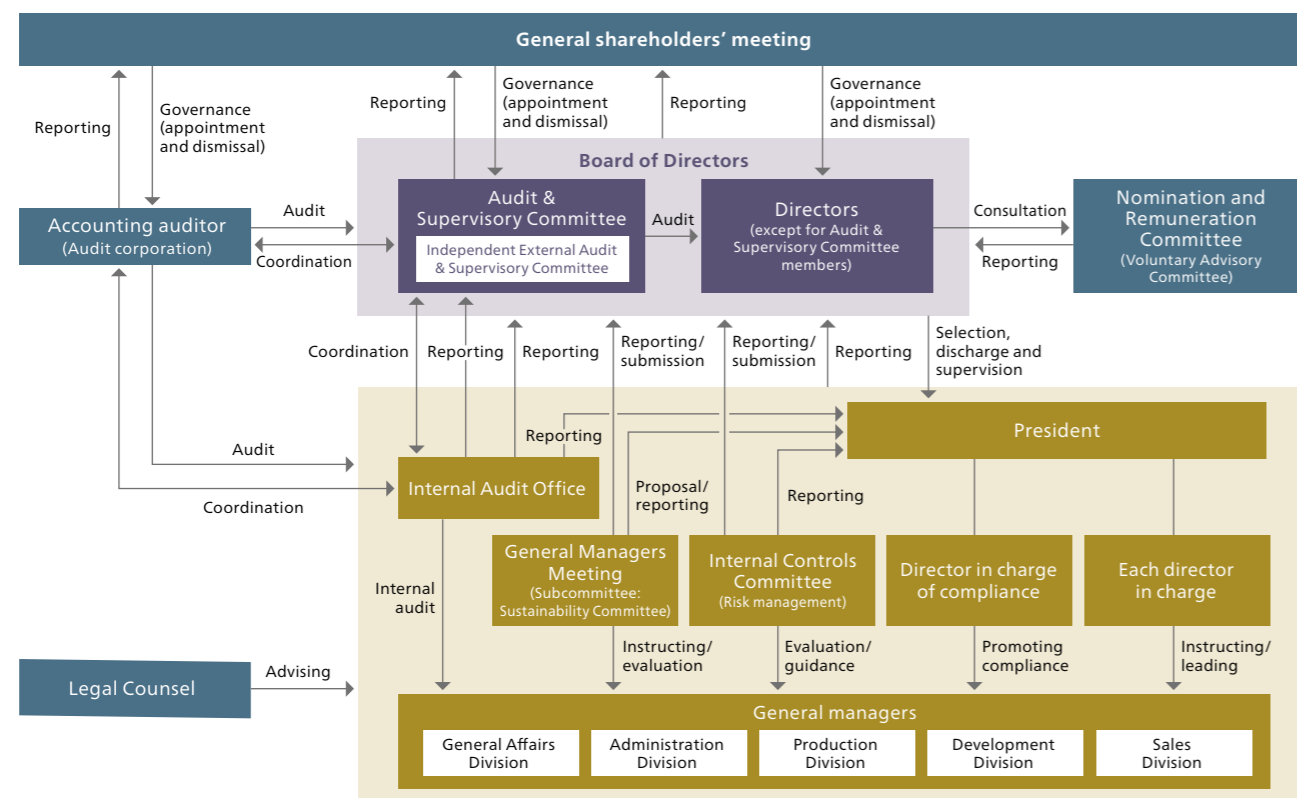 General shareholders’ meeting
Reporting
Governance
(appointment
and dismissal)
Reporting
Governance
(appointment
and dismissal)
Reporting
Governance
(appointment
and dismissal)
Board of Directors
Accounting auditor
(Audit corporation)
Audit
Coordination
Audit &
Supervisory Committee
Independent External Audit
& Supervisory Committee
Audit
Directors
(except for Audit &
Supervisory Committee
members)
Consultation
Reporting
Nomination and
Remuneration
Committee
(Voluntary Advisory
Committee)
Coordination
Reporting
Reporting
Reporting/
submission
Reporting/
submission
Reporting
Selection,
discharge and
supervision
President
Reporting
Audit
Coordination
Internal Audit Office
Proposal/
reporting
Reporting
General Managers
Meeting
(Subcommittee:
Sustainability Committee)
Internal Controls
Committee
(Risk management)
Director in charge
of compliance
Each director
in charge
Internal
audit
Instructing/
evaluation
Evaluation/
guidance
Promoting
compliance
Instructing/
leading
Legal Counsel
Advising
General managers
General Affairs
Division
Administration
Division
Production
Division
Development
Division
Sales
Division